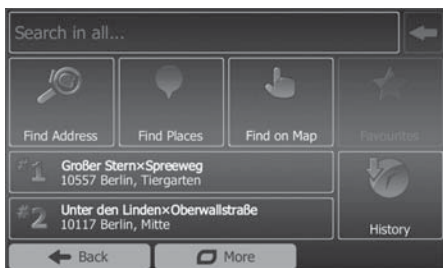 Search in all...
Find Address
Find Places
Find on Map
Favourites
#1 Großer Stern×Spreeweg
10557 Berlin, Tiergarten
#2 Unter den Linden×Oberwallstraße
10117 Berlin, Mitte
History
Back
More